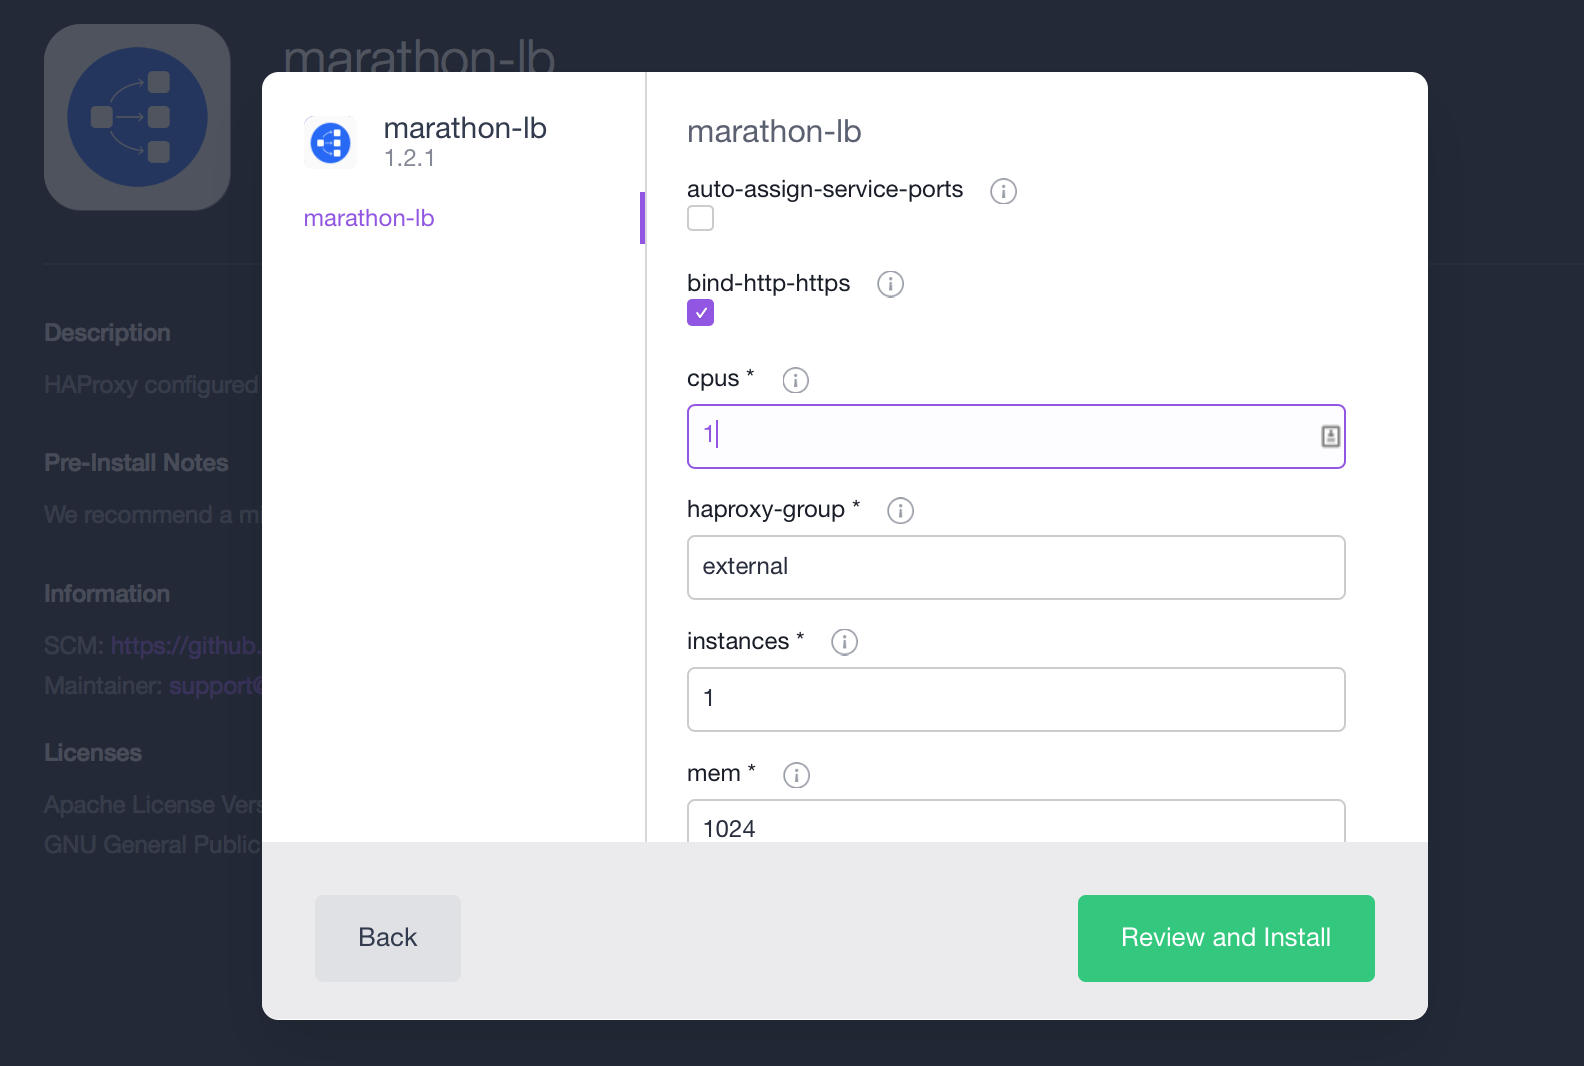 marathon-lb
Description
HAProxy configured
Pre-Install Notes
We recommend a mi
Information
SCM: https://github.
Maintainer: support@
Licenses
Apache License Vers
GNU General Public
marathon-lb
1.2.1
marathon-lb
marathon-lb
auto-assign-service-ports
bind-http-https
cpus *
1
haproxy-group *
external
instances *
1
mem *
1024
Back
Review and Install